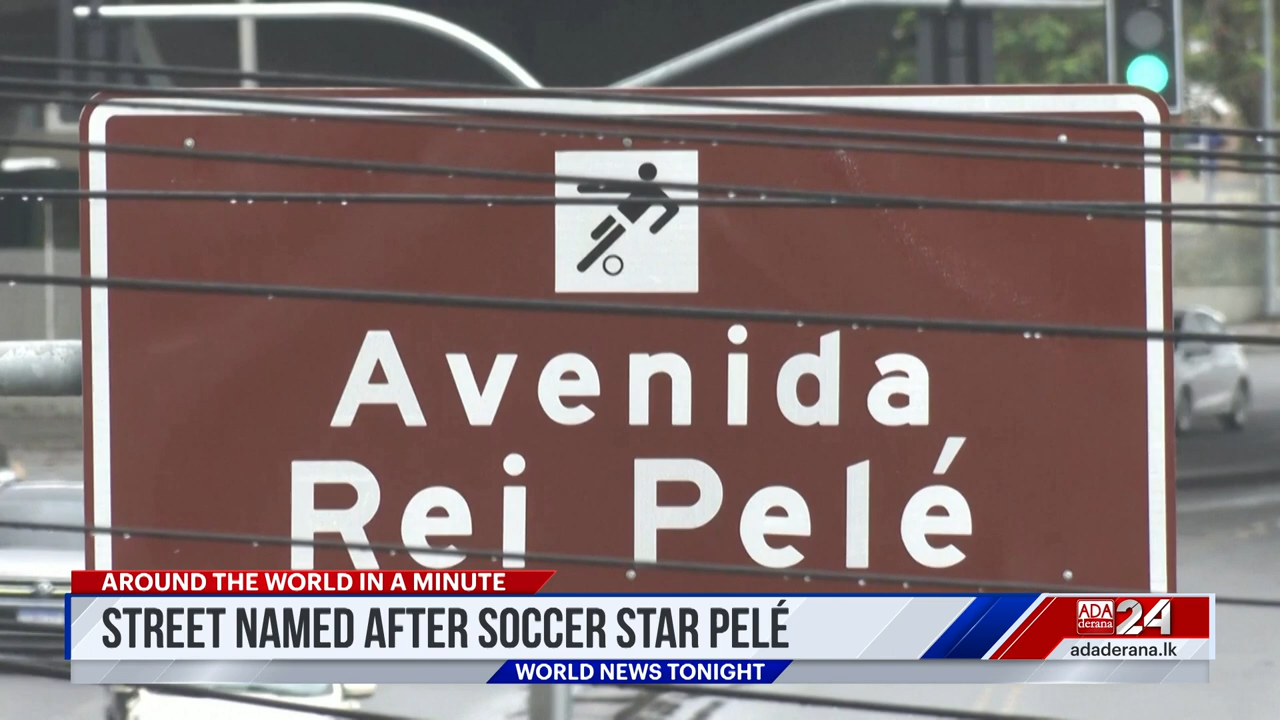 Avenida
Rei Pelé
AROUND THE WORLD IN A MINUTE
STREET NAMED AFTER SOCCER STAR PELÉ
ADA
derana
24
adaderana.lk
WORLD NEWS TONIGHT